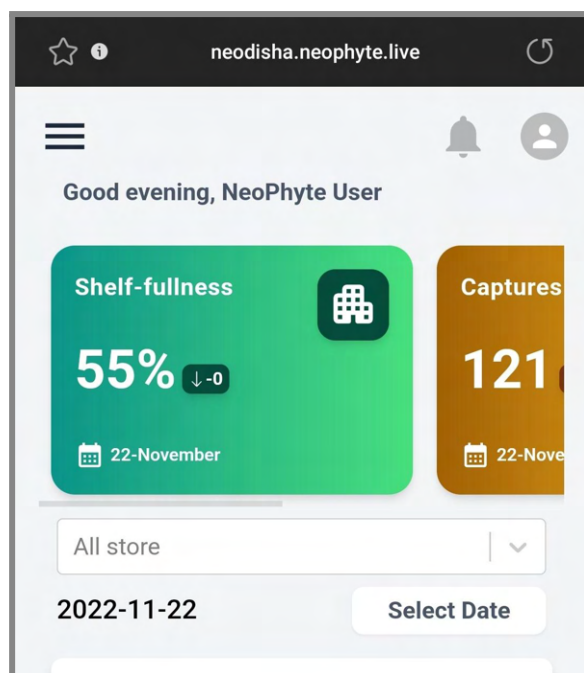 neodisha.neophyte.live
Good evening, NeoPhyte User
Shelf-fullness
55% ↓-0
22-November
Captures
121
22-Nove
All store
2022-11-22
Select Date